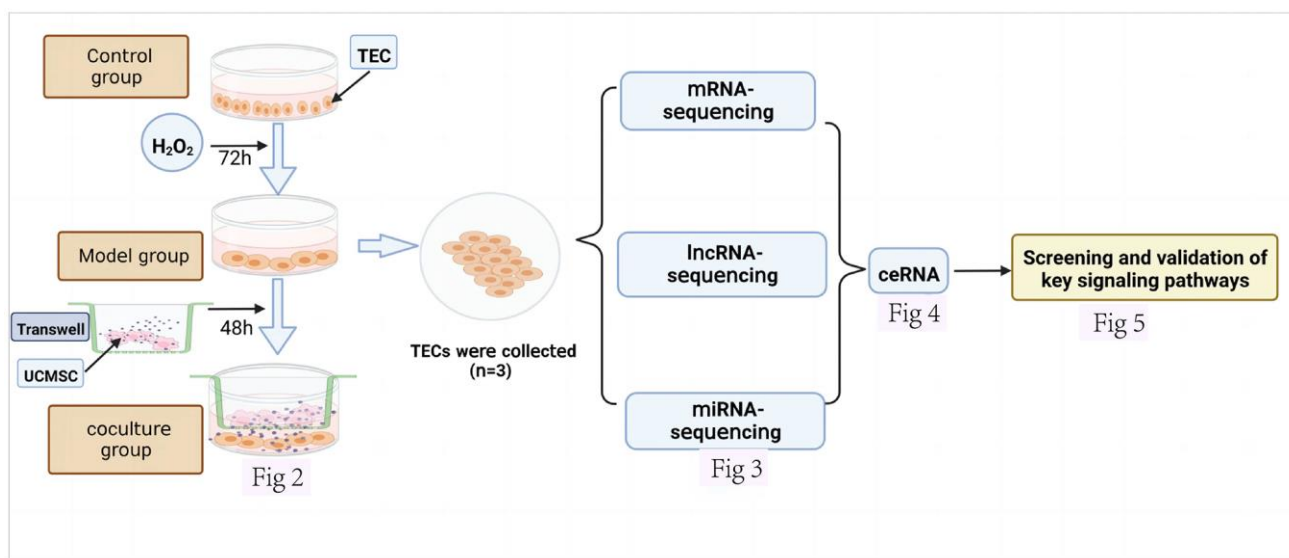 Control
group
TEC
H₂O₂
72h
Model group
Transwell
48h
UCMSC
coculture
group
Fig 2
TECs were collected
(n=3)
mRNA-
sequencing
lncRNA-
sequencing
miRNA-
sequencing
Fig 3
ceRNA
Fig 4
Screening and validation of
key signaling pathways
Fig 5